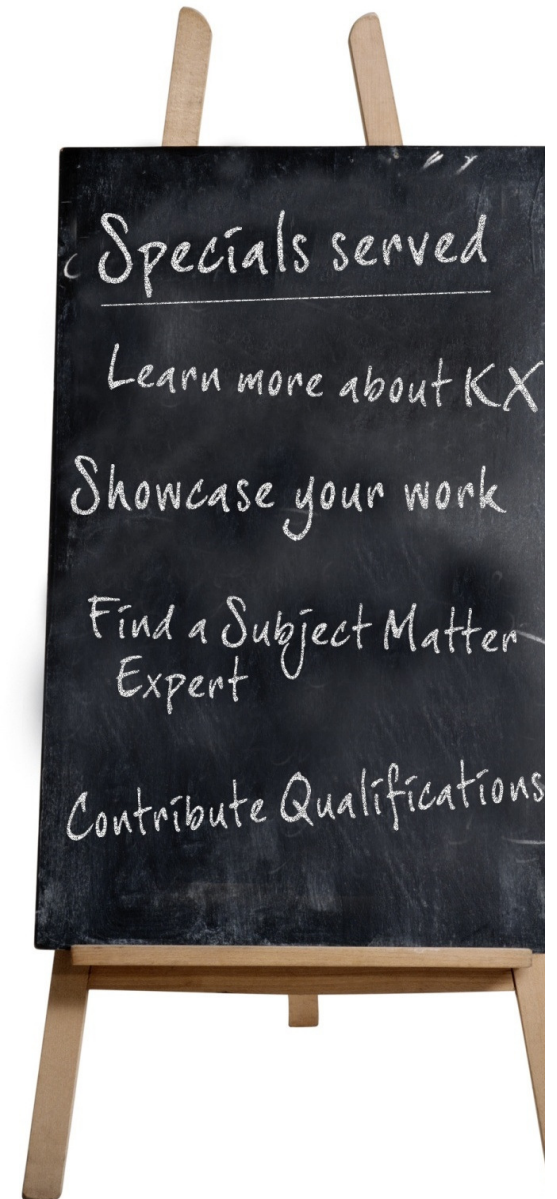 Specials served
Learn more about KX
Showcase your work
Find a Subject Matter
Expert
Contribute Qualifications